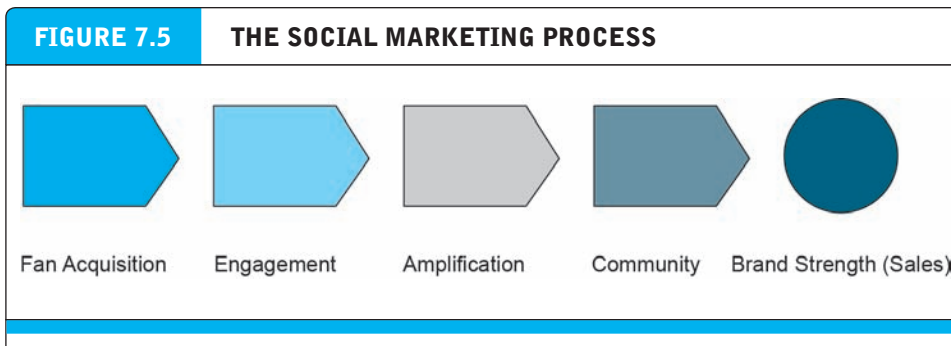 FIGURE 7.5 THE SOCIAL MARKETING PROCESS
Fan Acquisition Engagement Amplification Community Brand Strength (Sales)